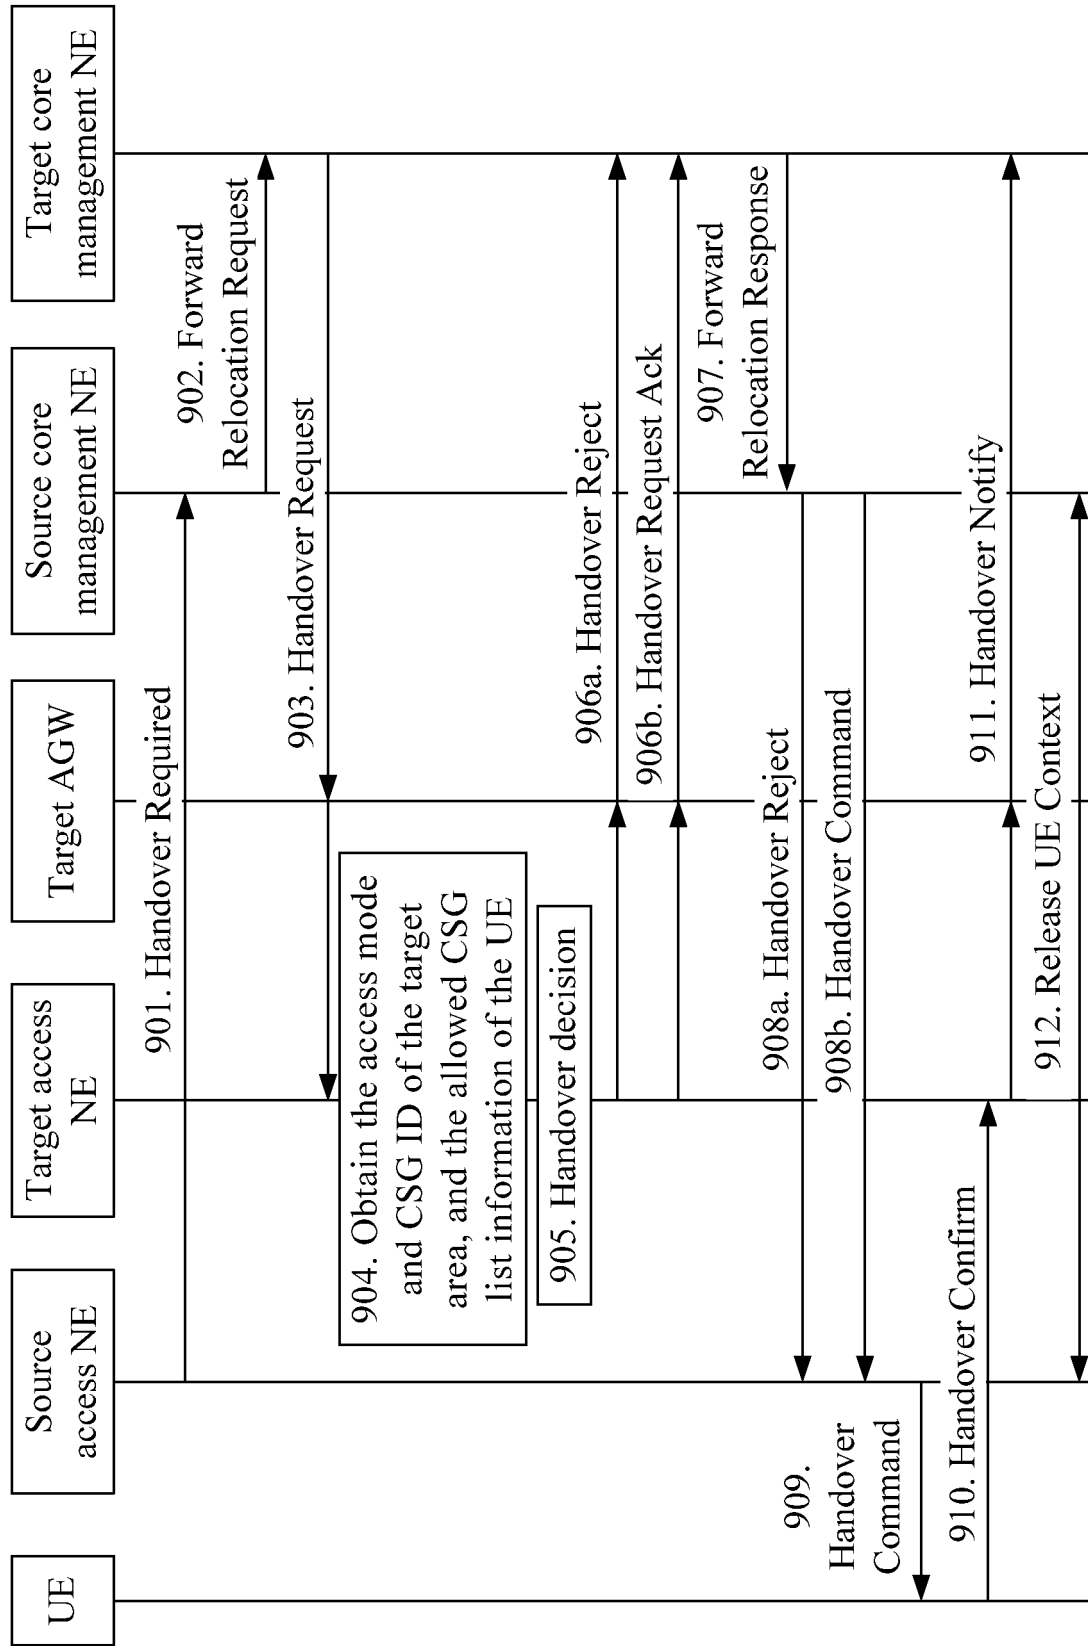 UE
Source
access NE
Target access
NE
Target AGW
Source core
management NE
Target core
management NE
901. Handover Required
902. Forward
Relocation Request
903. Handover Request
904. Obtain the access mode
and CSG ID of the target
area, and the allowed CSG
list information of the UE
905. Handover decision
906a. Handover Reject
906b. Handover Request Ack
907. Forward
Relocation Response
908a. Handover Reject
908b. Handover Command
909.
Handover
Command
910. Handover Confirm
911. Handover Notify
912. Release UE Context